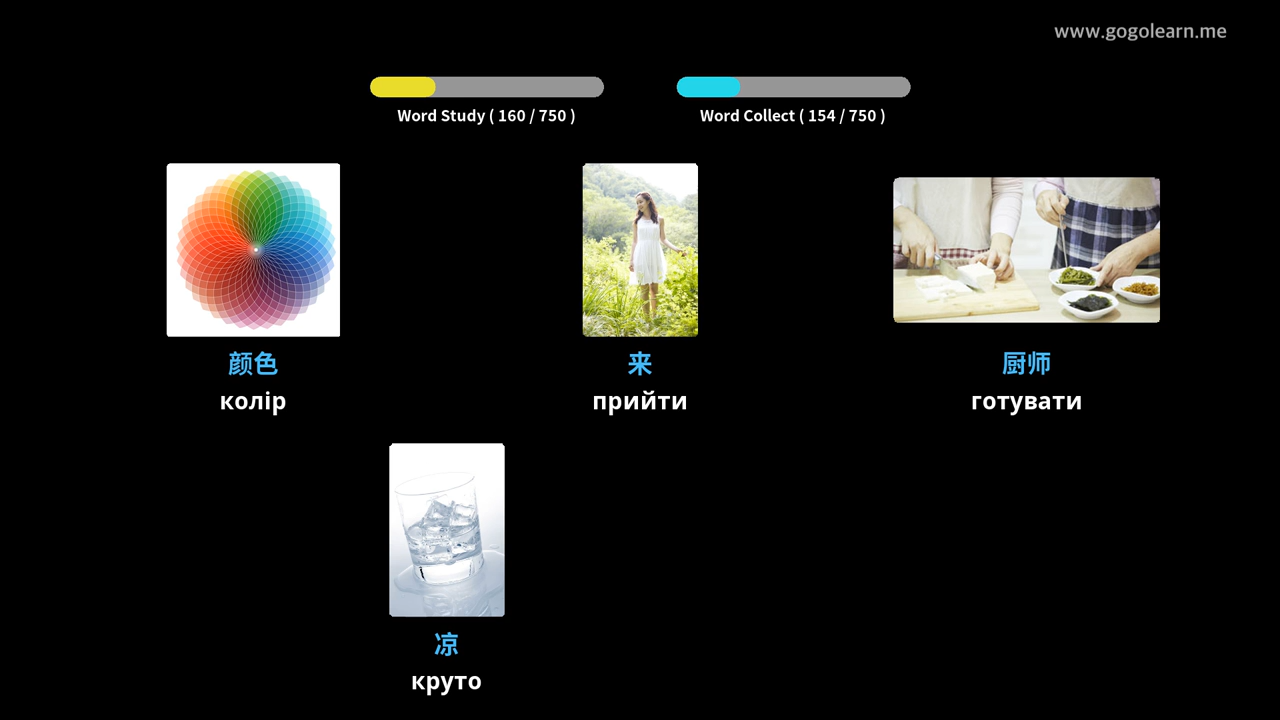 www.gogolearn.me
Word Study ( 160 / 750 )
Word Collect ( 154 / 750 )
颜色
колір
来
прийти
厨师
готувати
凉
круто